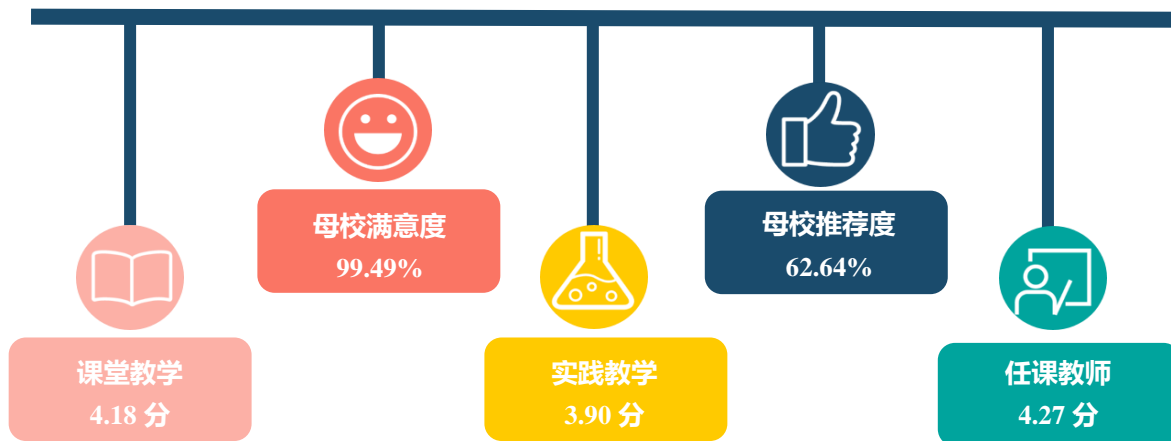 母校满意度
99.49%
母校推荐度
62.64%
课堂教学
4.18 分
实践教学
3.90 分
任课教师
4.27 分